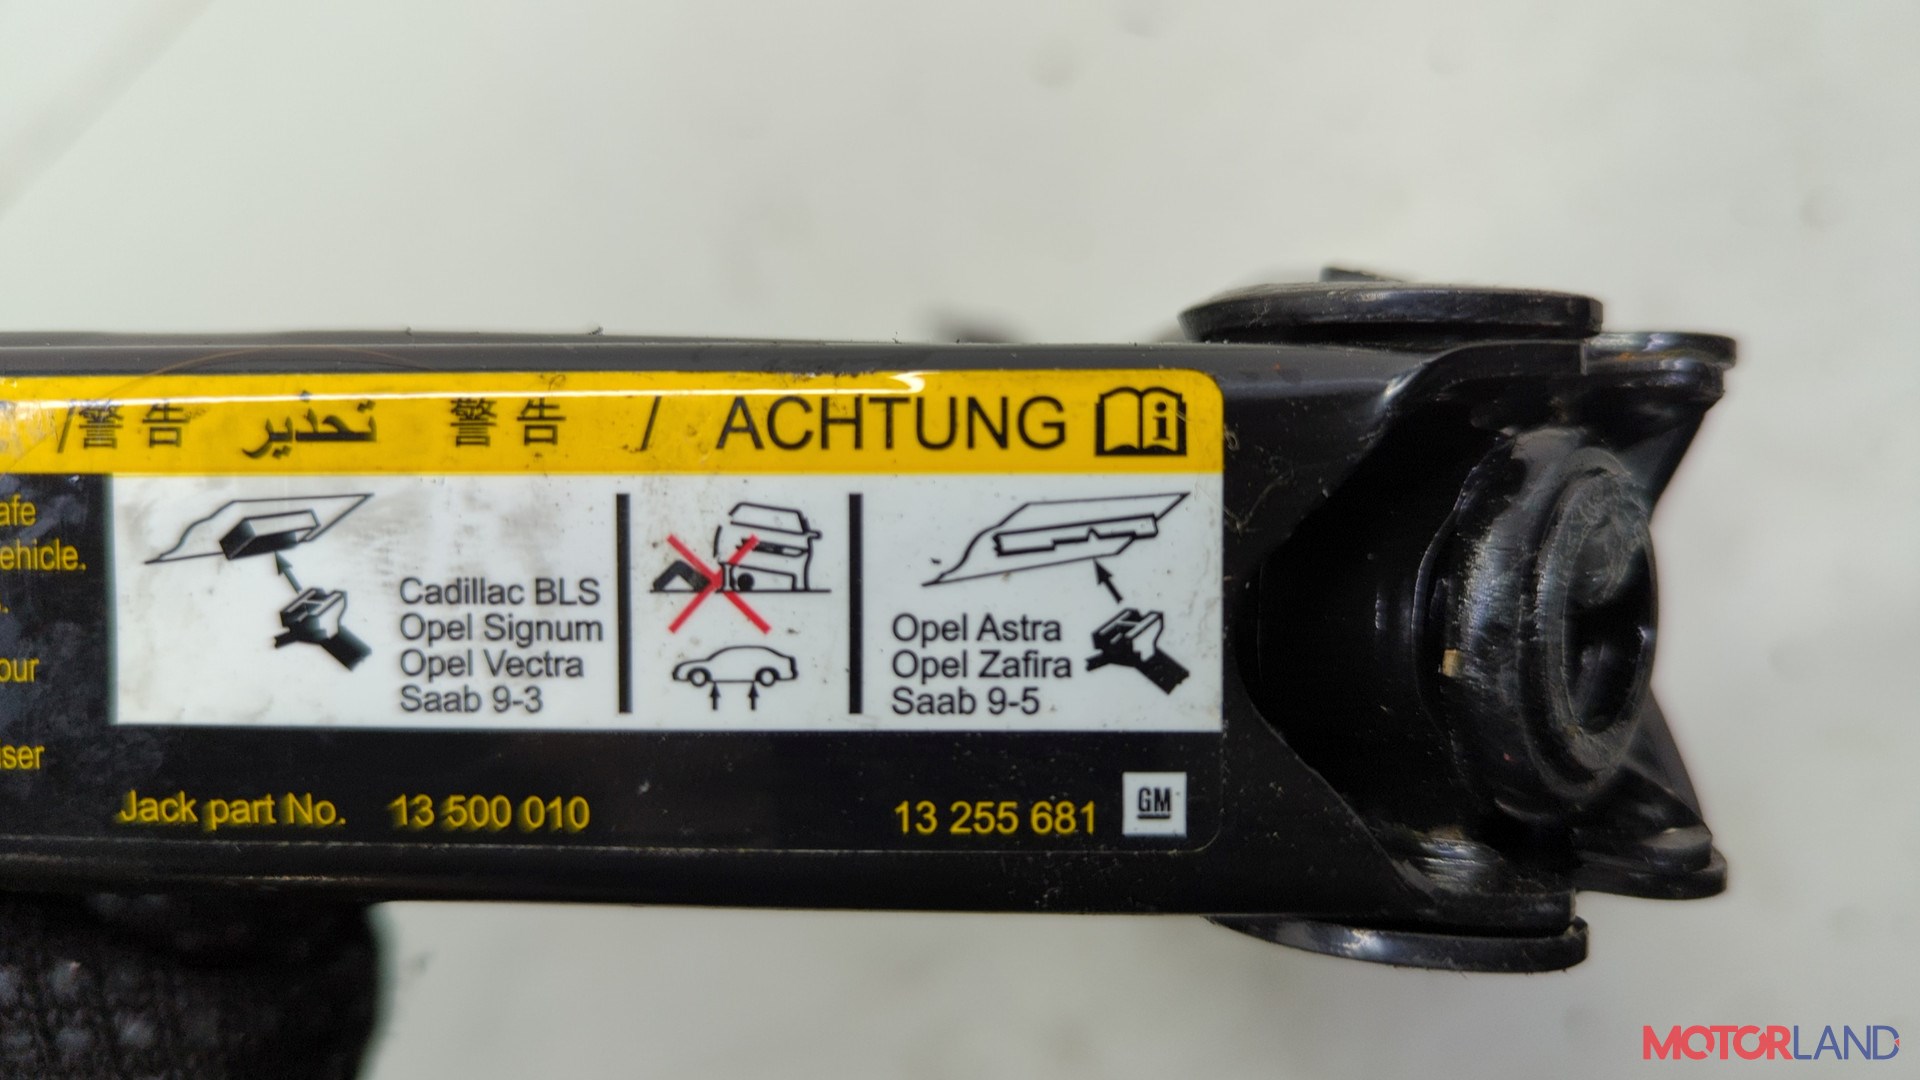 /警告 تحذير 警告 / ACHTUNG
afe
ehicle.
our
iser
Cadillac BLS
Opel Signum
Opel Vectra
Saab 9-3
Opel Astra
Opel Zafira
Saab 9-5
Jack part No. 13 500 010
13 255 681 GM
MOTORLAND